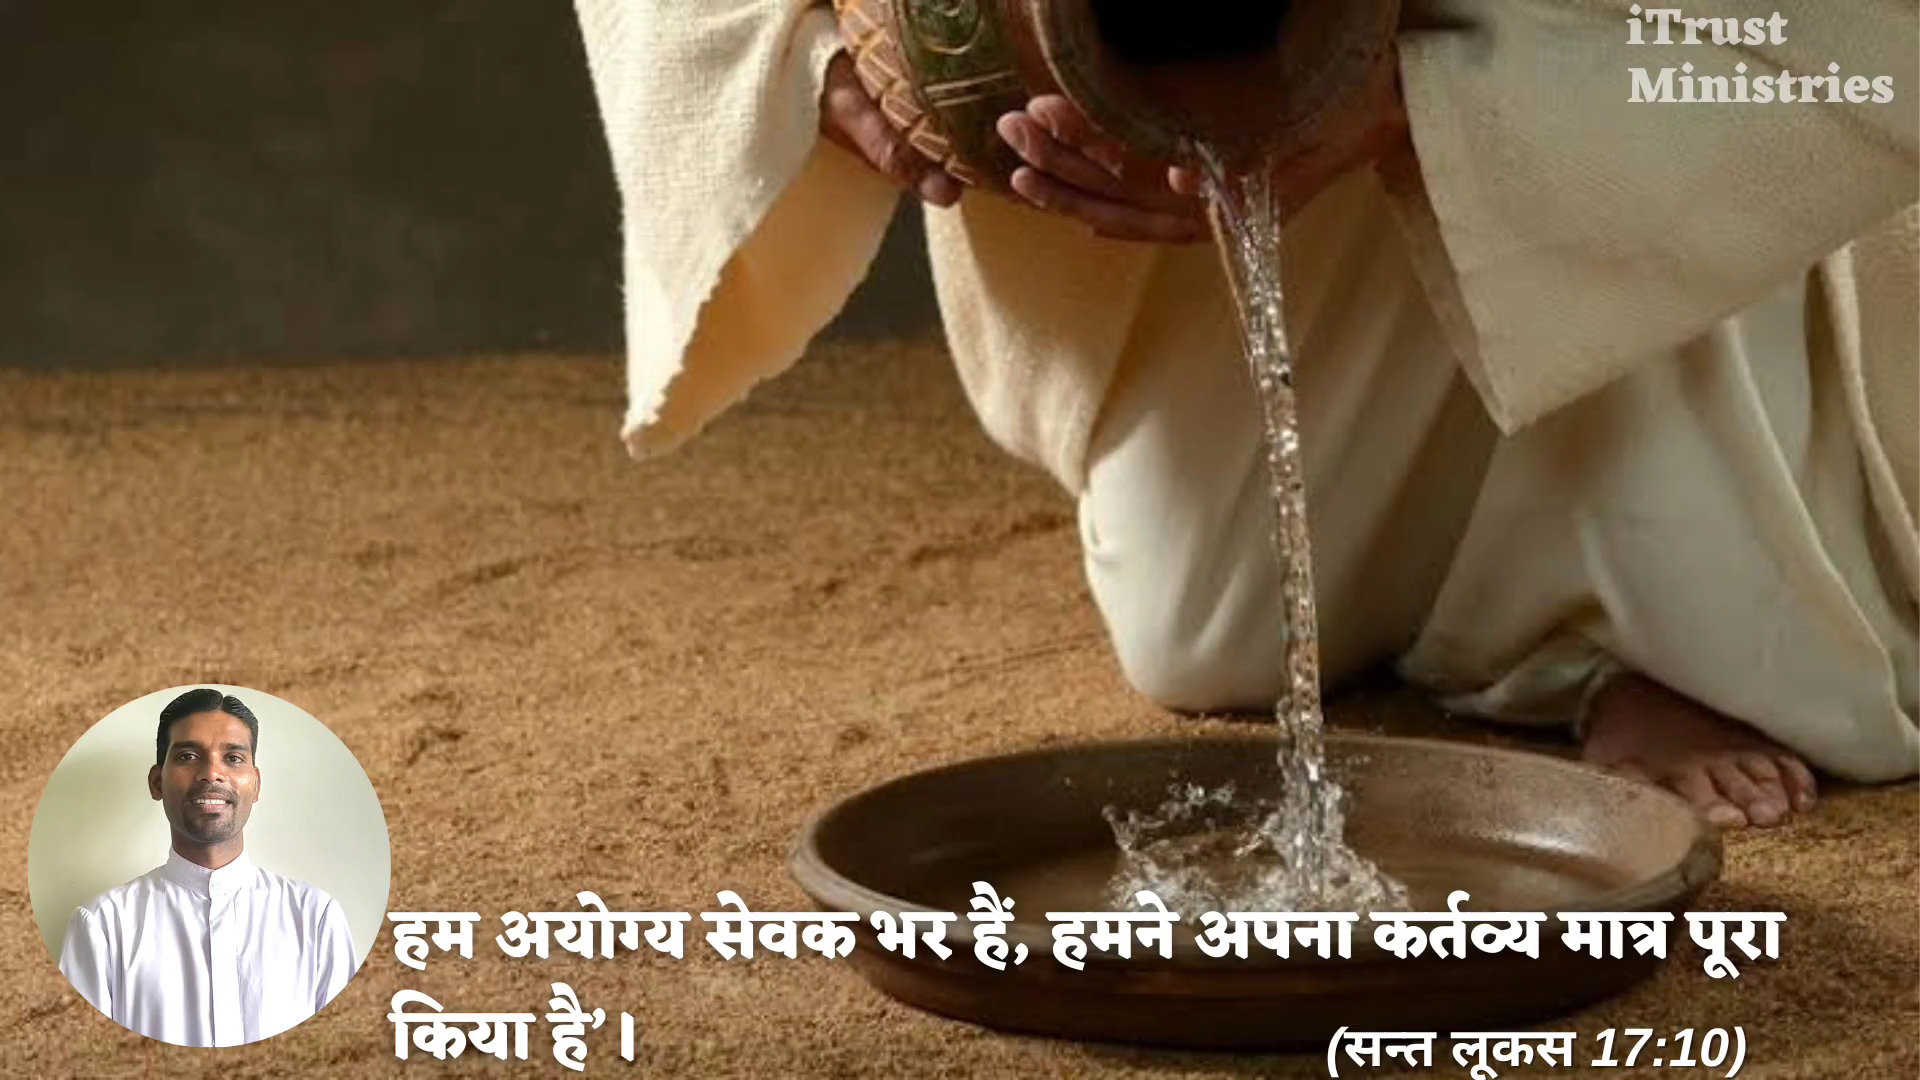 iTrust
Ministries
हम अयोग्य सेवक भर हैं, हमने अपना कर्तव्य मात्र पूरा
किया है’।
(सन्त लूकस 17:10)